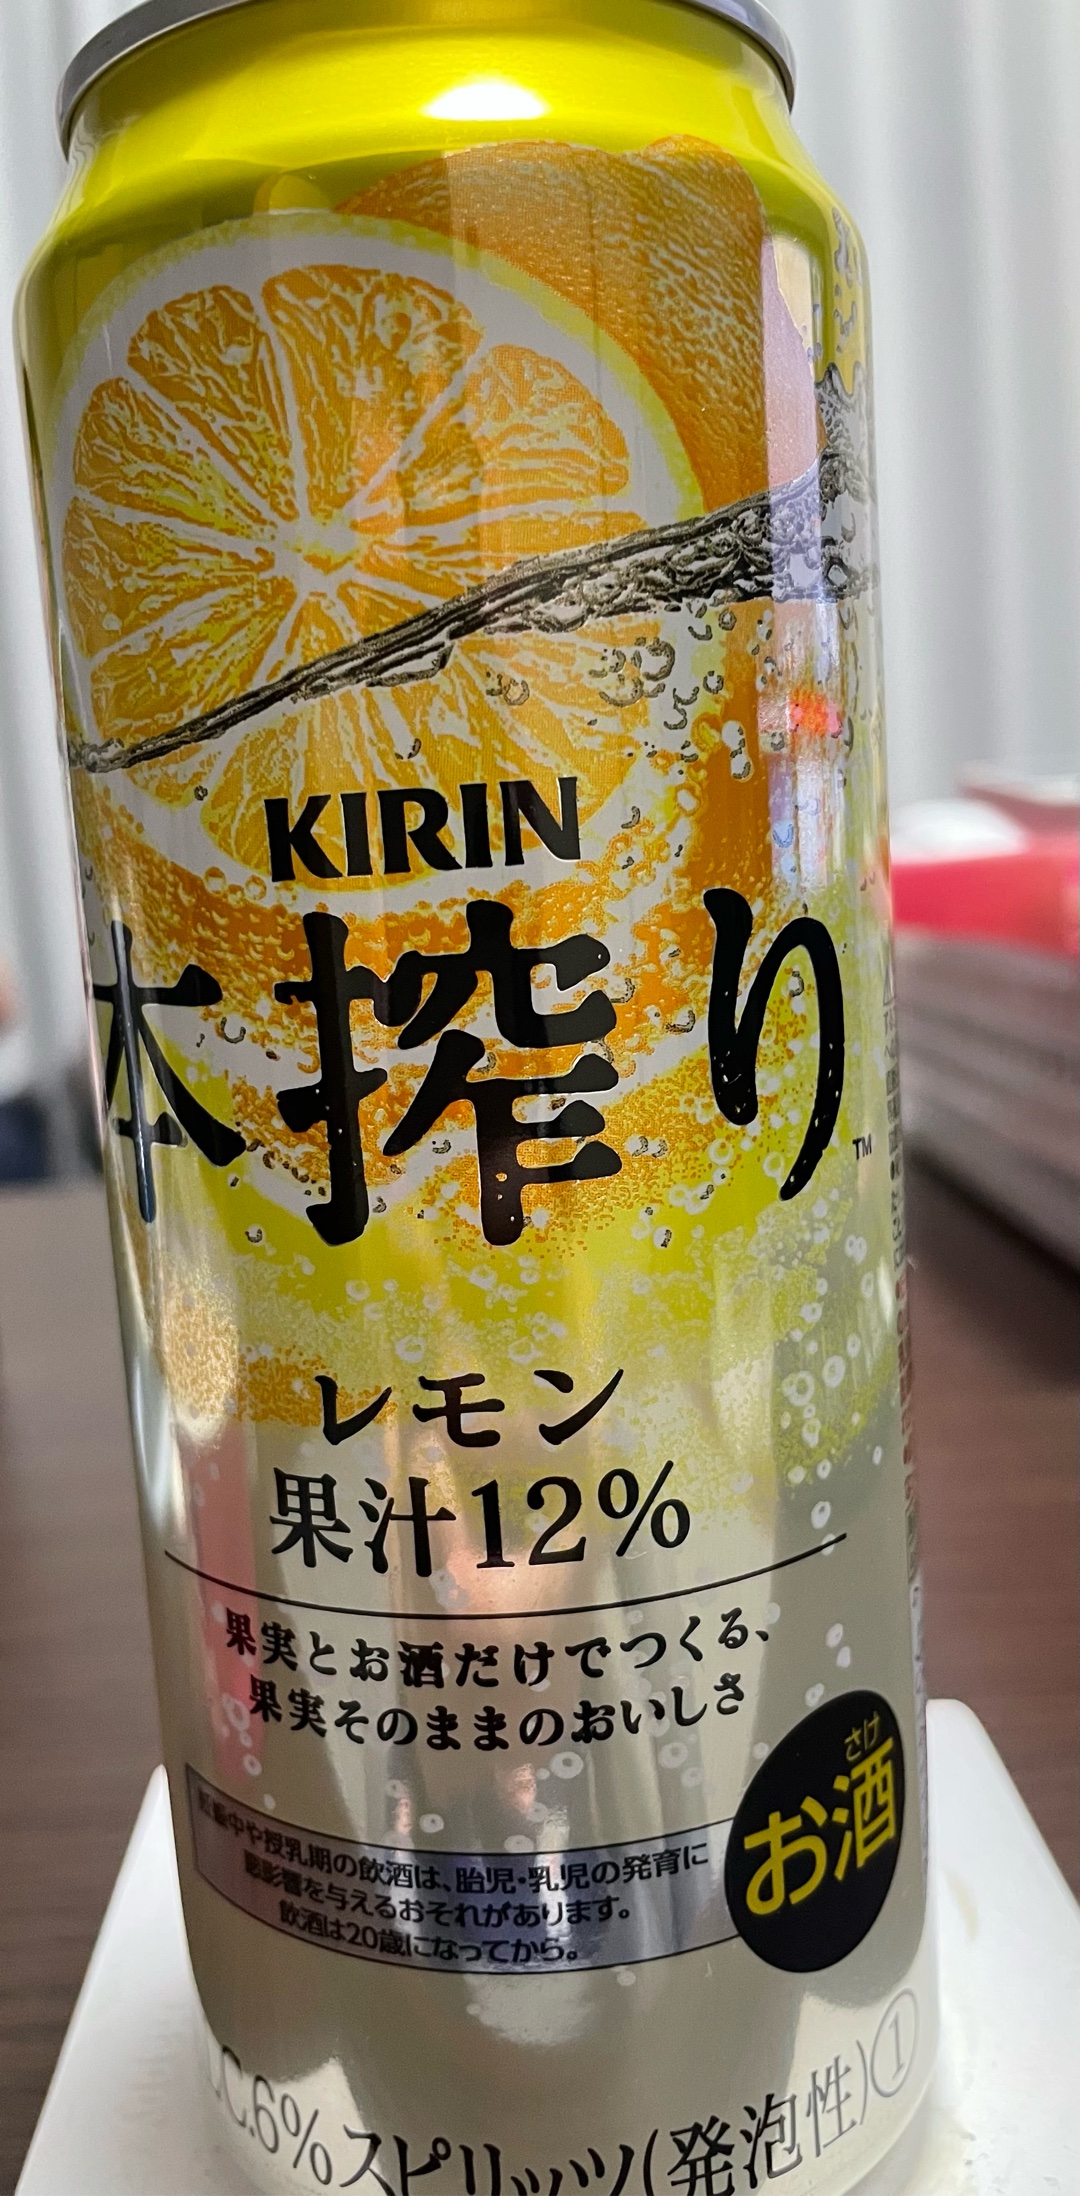 KIRIN
本搾り
TM
レモン
果汁12%
果実とお酒だけでつくる、
果実そのままのおいしさ
さけ
お酒
妊娠中や授乳期の飲酒は、胎児・乳児の発育に
悪影響を与えるおそれがあります。
飲酒は20歳になってから。
LC.6%スピリッツ(発泡性)①